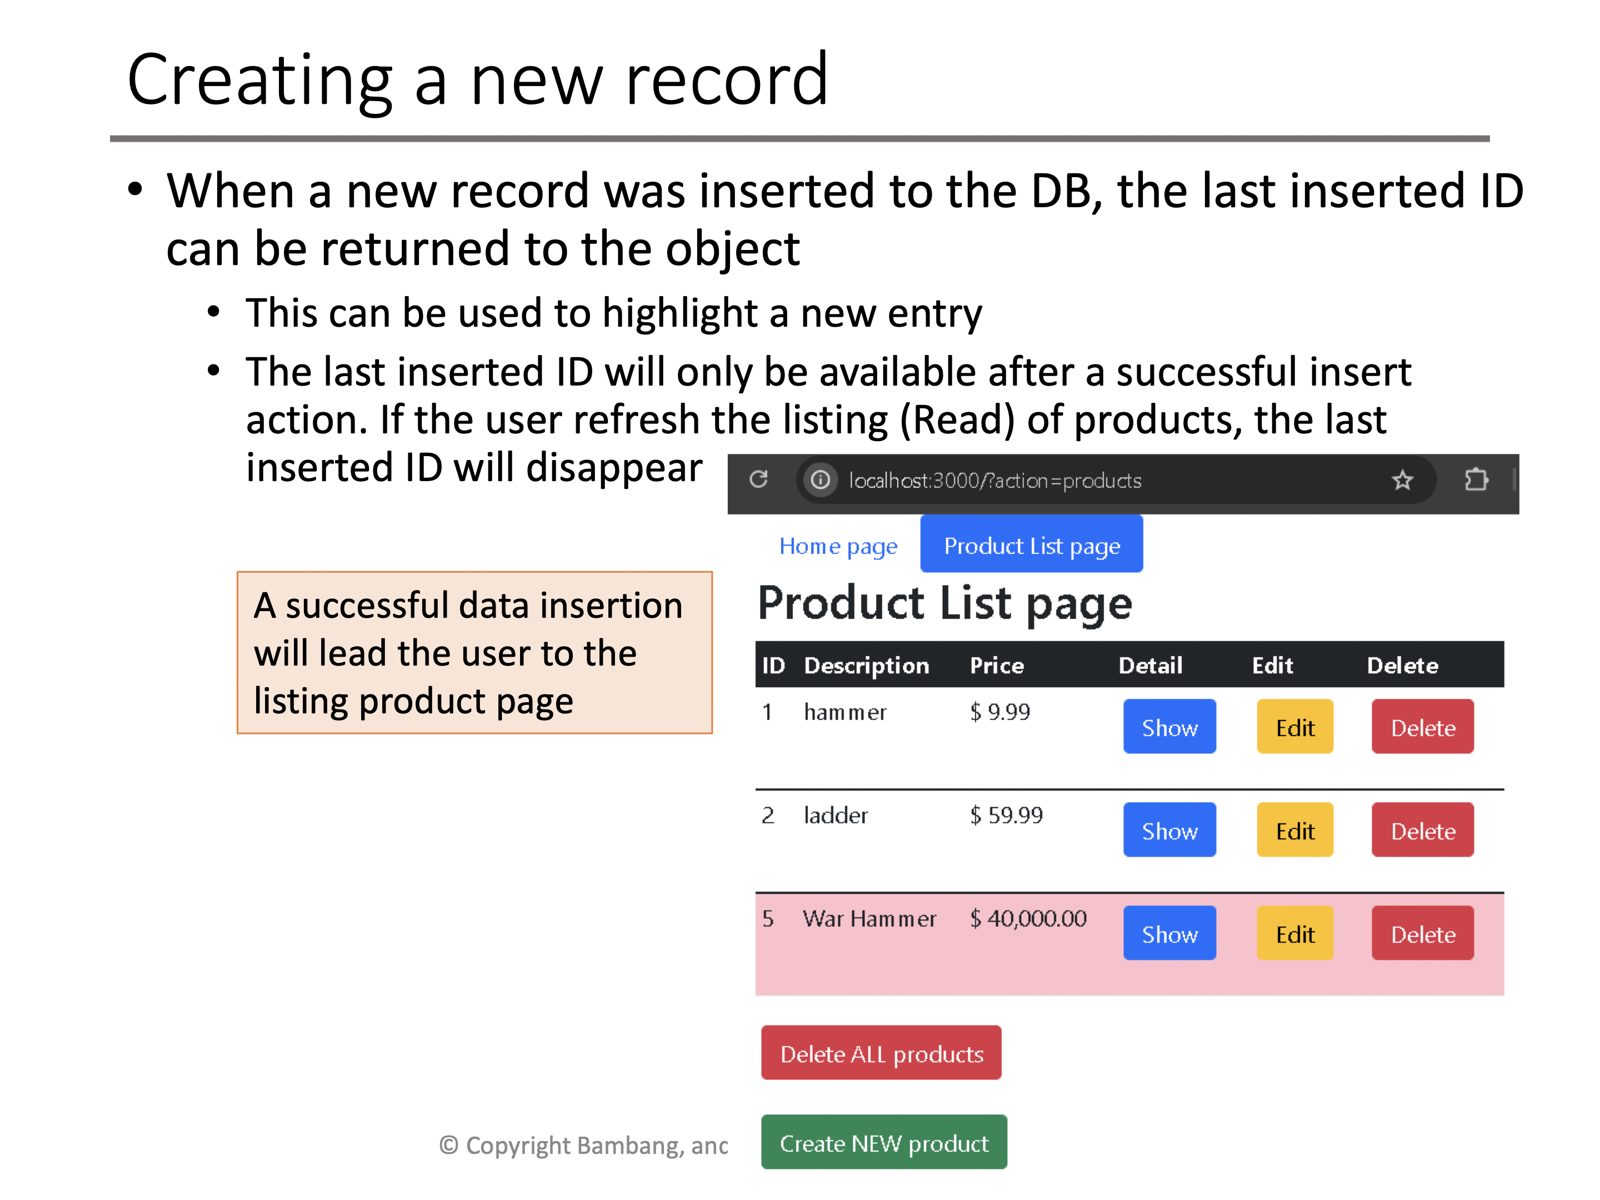 Creating a new record
• When a new record was inserted to the DB, the last inserted ID
can be returned to the object
• This can be used to highlight a new entry
• The last inserted ID will only be available after a successful insert
action. If the user refresh the listing (Read) of products, the last
inserted ID will disappear
localhost:3000/?action=products
Home page Product List page
A successful data insertion
will lead the user to the
listing product page
Product List page
ID Description Price Detail Edit Delete
1 hammer $ 9.99 Show Edit Delete
2 ladder $ 59.99 Show Edit Delete
5 War Hammer $ 40,000.00 Show Edit Delete
Delete ALL products
Create NEW product
© Copyright Bambang, and